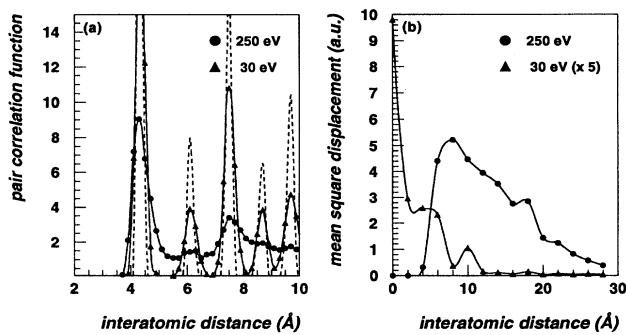 (a)
250 eV
30 eV
pair correlation function
14
12
10
8
6
4
2
2 4 6 8 10
interatomic distance (Å)
(b)
250 eV
30 eV (x 5)
mean square displacement (a.u.)
10
9
8
7
6
5
4
3
2
1
0
0 10 20 30
interatomic distance (Å)